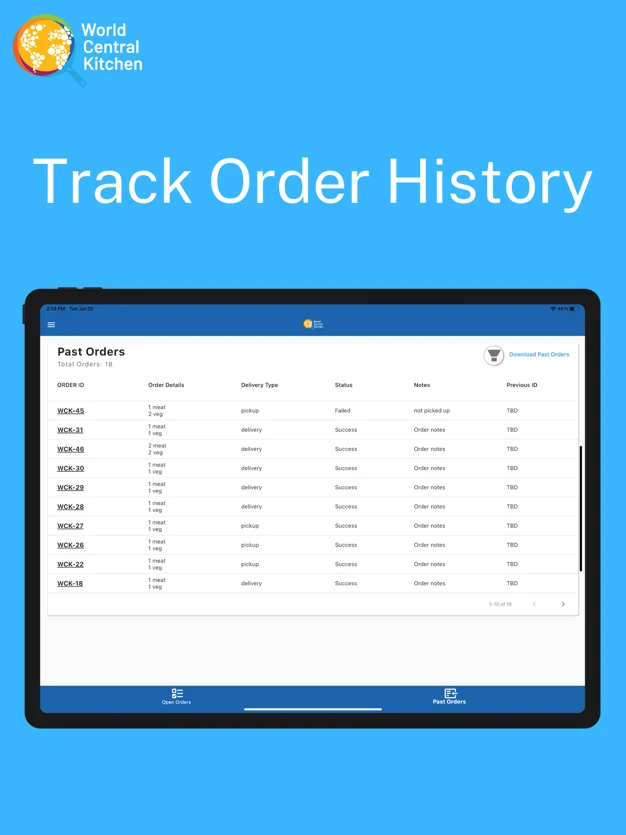 World
Central
Kitchen
Track Order History
2:14 PM Tue Jul 20
World
Central
Kitchen
Past Orders
Total Orders: 18
Download Past Orders
ORDER ID Order Details Delivery Type Status Notes Previous ID
WCK-45 1 meat 2 veg pickup Failed not picked up TBD
WCK-31 1 meat 1 veg delivery Success Order notes TBD
WCK-46 2 meat 2 veg delivery Success Order notes TBD
WCK-30 1 meat 1 veg delivery Success Order notes TBD
WCK-29 1 meat 1 veg delivery Success Order notes TBD
WCK-28 1 meat 1 veg delivery Success Order notes TBD
WCK-27 1 meat 1 veg pickup Success Order notes TBD
WCK-26 1 meat 1 veg pickup Success Order notes TBD
WCK-22 1 meat 1 veg pickup Success Order notes TBD
WCK-18 1 meat 1 veg delivery Success Order notes TBD
1-10 of 18
Open Orders
Past Orders